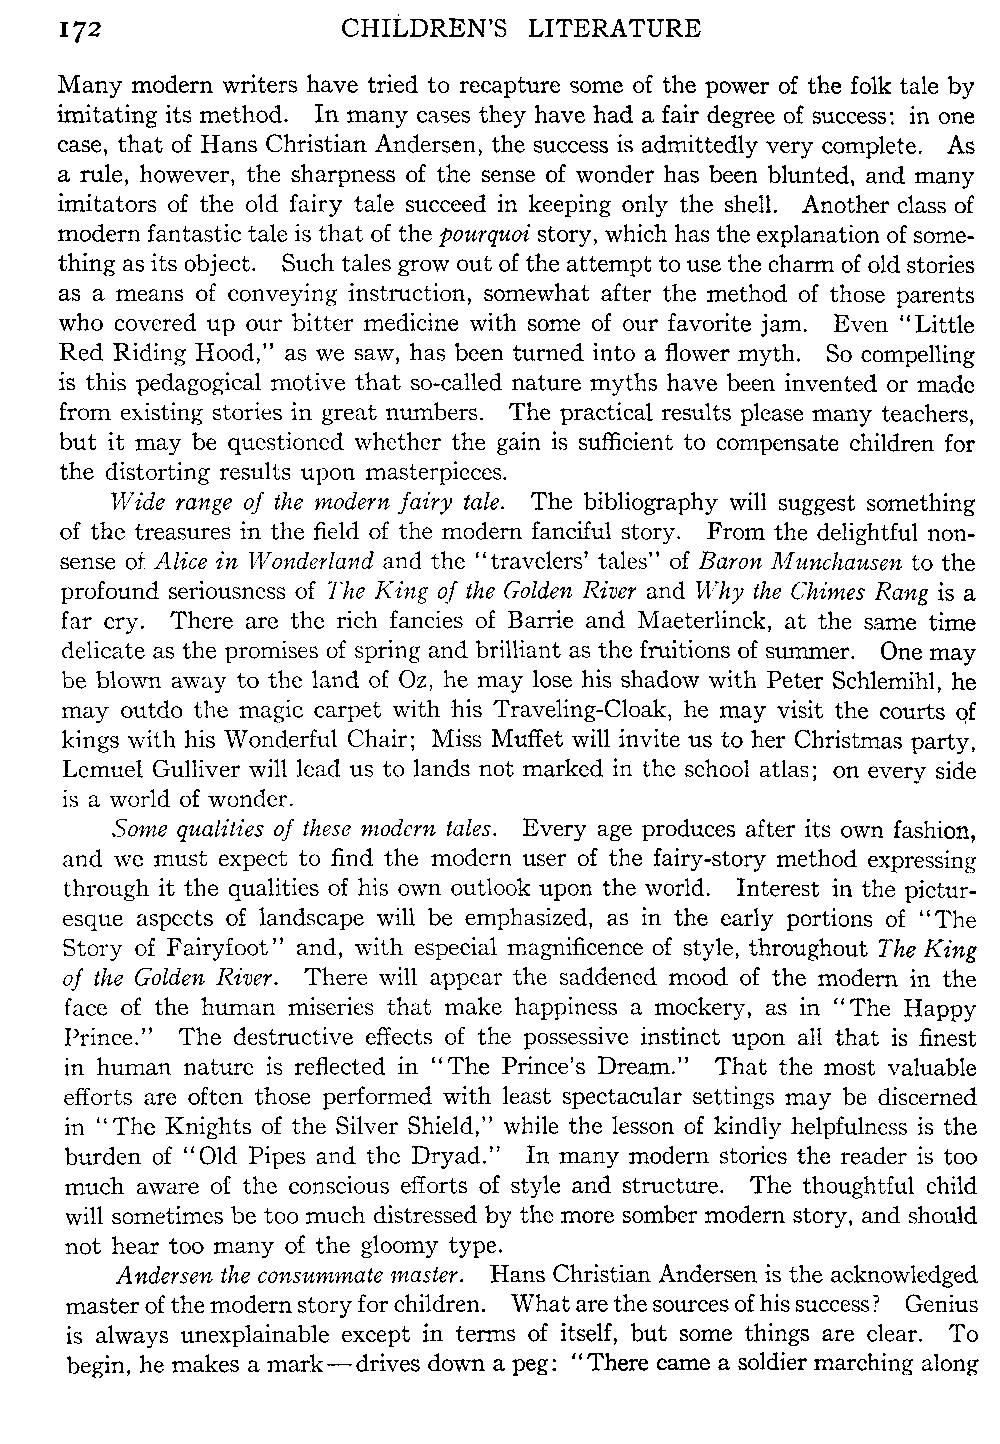 172 CHILDREN'S LITERATURE
Many modern writers have tried to recapture some of the power of the folk tale by
imitating its method. In many cases they have had a fair degree of success: in one
case, that of Hans Christian Andersen, the success is admittedly very complete. As
a rule, however, the sharpness of the sense of wonder has been blunted, and many
imitators of the old fairy tale succeed in keeping only the shell. Another class of
modern fantastic tale is that of the pourquoi story, which has the explanation of some-
thing as its object. Such tales grow out of the attempt to use the charm of old stories
as a means of conveying instruction, somewhat after the method of those parents
who covered up our bitter medicine with some of our favorite jam. Even "Little
Red Riding Hood," as we saw, has been turned into a flower myth. So compelling
is this pedagogical motive that so-called nature myths have been invented or made
from existing stories in great numbers. The practical results please many teachers,
but it may be questioned whether the gain is sufficient to compensate children for
the distorting results upon masterpieces.
Wide range of the modern fairy tale. The bibliography will suggest something
of the treasures in the field of the modern fanciful story. From the delightful non-
sense of Alice in Wonderland and the "travelers' tales" of Baron Munchausen to the
profound seriousness of The King of the Golden River and Why the Chimes Rang is a
far cry. There are the rich fancies of Barrie and Maeterlinck, at the same time
delicate as the promises of spring and brilliant as the fruitions of summer. One may
be blown away to the land of Oz, he may lose his shadow with Peter Schlemihl, he
may outdo the magic carpet with his Traveling-Cloak, he may visit the courts of
kings with his Wonderful Chair; Miss Muffet will invite us to her Christmas party,
Lemuel Gulliver will lead us to lands not marked in the school atlas; on every side
is a world of wonder.
Some qualities of these modern tales. Every age produces after its own fashion,
and we must expect to find the modern user of the fairy-story method expressing
through it the qualities of his own outlook upon the world. Interest in the pictur-
esque aspects of landscape will be emphasized, as in the early portions of "The
Story of Fairyfoot" and, with especial magnificence of style, throughout The King
of the Golden River. There will appear the saddened mood of the modern in the
face of the human miseries that make happiness a mockery, as in "The Happy
Prince." The destructive effects of the possessive instinct upon all that is finest
in human nature is reflected in "The Prince's Dream." That the most valuable
efforts are often those performed with least spectacular settings may be discerned
in "The Knights of the Silver Shield," while the lesson of kindly helpfulness is the
burden of "Old Pipes and the Dryad." In many modern stories the reader is too
much aware of the conscious efforts of style and structure. The thoughtful child
will sometimes be too much distressed by the more somber modern story, and should
not hear too many of the gloomy type.
Andersen the consummate master. Hans Christian Andersen is the acknowledged
master of the modern story for children. What are the sources of his success? Genius
is always unexplainable except in terms of itself, but some things are clear. To
begin, he makes a mark—drives down a peg: "There came a soldier marching along